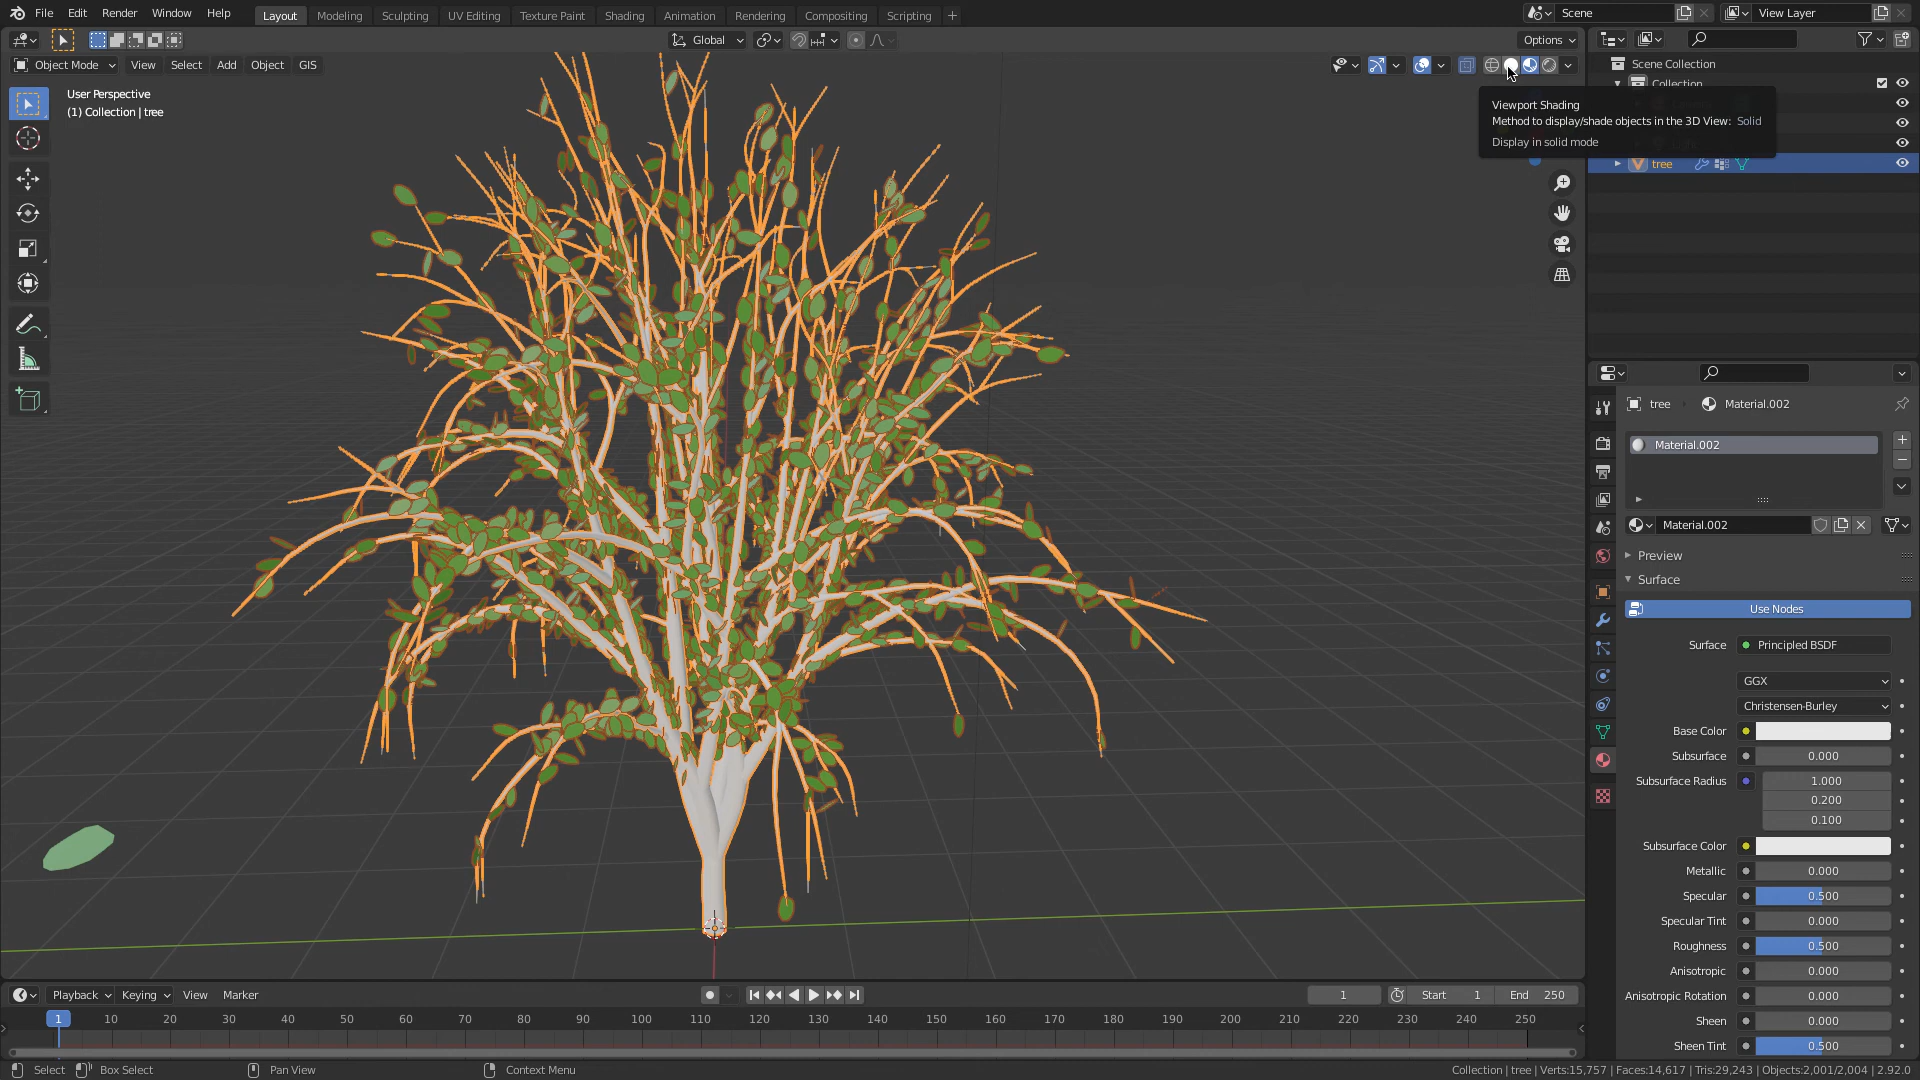 File Edit Render Window Help Layout Modeling Sculpting UV Editing Texture Paint Shading Animation Rendering Compositing Scripting + Scene View Layer
Global Options
Object Mode View Select Add Object GIS
User Perspective
(1) Collection | tree
Viewport Shading
Method to display/shade objects in the 3D View: Solid
Display in solid mode
Scene Collection
Collection
tree
tree Material.002
Material.002
Material.002
Preview
Surface
Use Nodes
Surface Principled BSDF
GGX
Christensen-Burley
Base Color
Subsurface 0.000
Subsurface Radius 1.000
0.200
0.100
Subsurface Color
Metallic 0.000
Specular 0.500
Specular Tint 0.000
Roughness 0.500
Anisotropic 0.000
Anisotropic Rotation 0.000
Sheen 0.000
Sheen Tint 0.500
Playback Keying View Marker 1 Start 1 End 250
1 10 20 30 40 50 60 70 80 90 100 110 120 130 140 150 160 170 180 190 200 210 220 230 240 250
Select Box Select Pan View Context Menu Collection | tree | Verts:15,757 | Faces:14,617 | Tris:29,243 | Objects:2,001/2,004 | 2.92.0